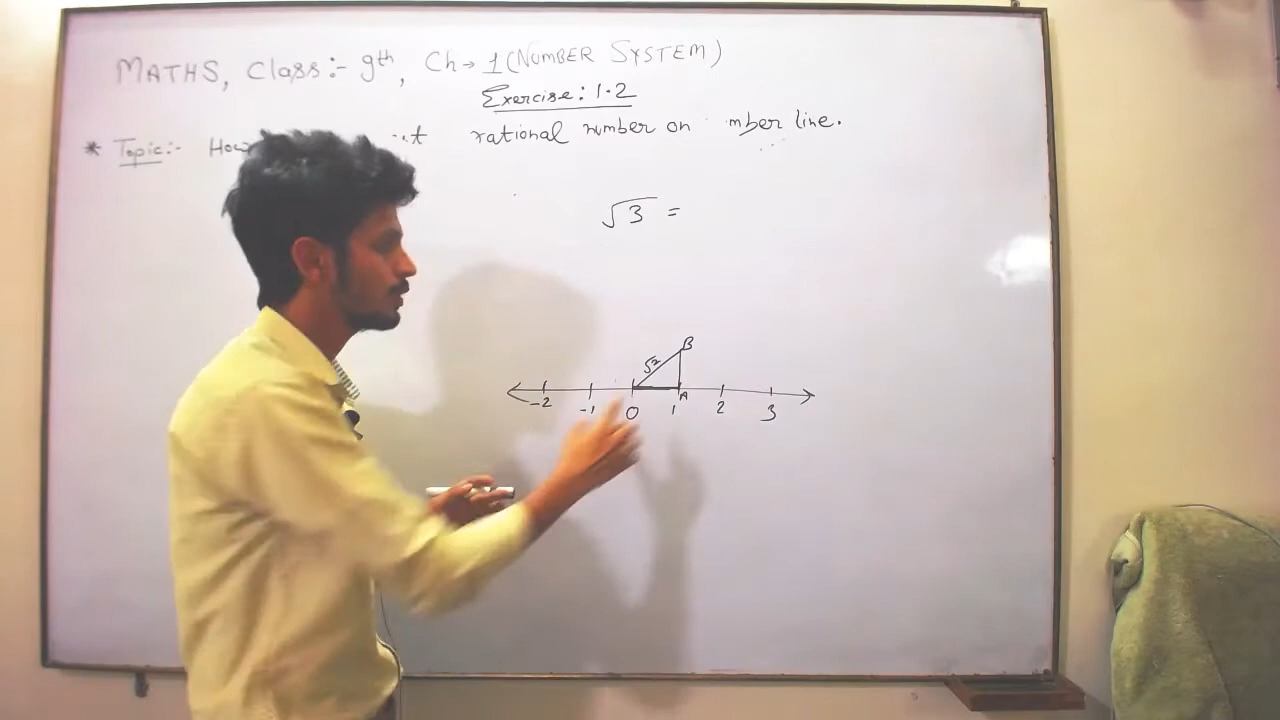 MATHS, Class:- 9th, Ch→ 1 (NUMBER SYSTEM)
Exercise: 1.2
* Topic:- How rational number on mber line.
√3 =
B
√2
A
-2 -1 0 1 2 3